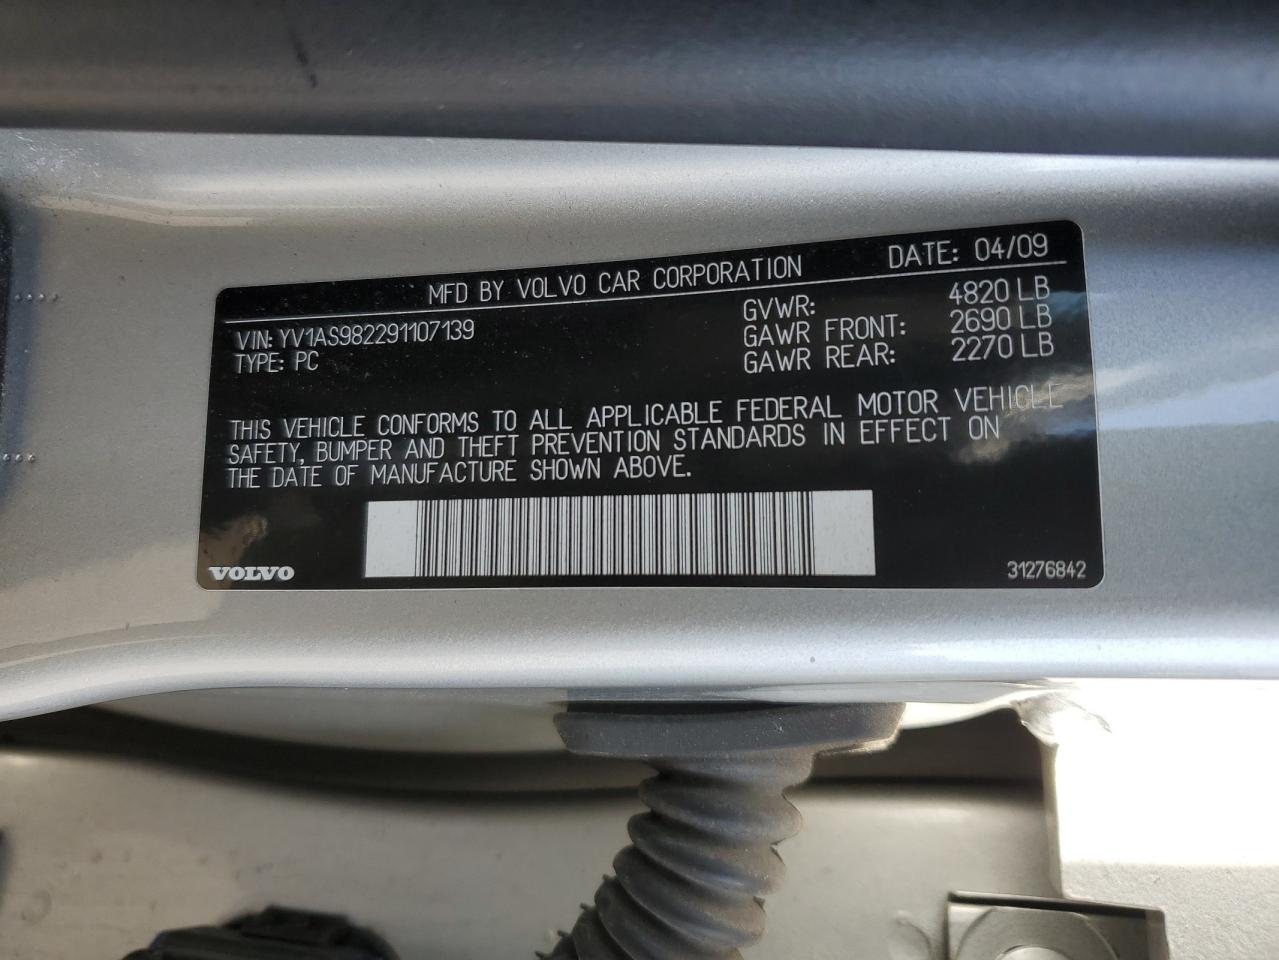 MFD BY VOLVO CAR CORPORATION DATE: 04/09
VIN: YV1AS982291107139
TYPE: PC
GVWR: 4820 LB
GAWR FRONT: 2690 LB
GAWR REAR: 2270 LB
THIS VEHICLE CONFORMS TO ALL APPLICABLE FEDERAL MOTOR VEHICLE
SAFETY, BUMPER AND THEFT PREVENTION STANDARDS IN EFFECT ON
THE DATE OF MANUFACTURE SHOWN ABOVE.
VOLVO
31276842